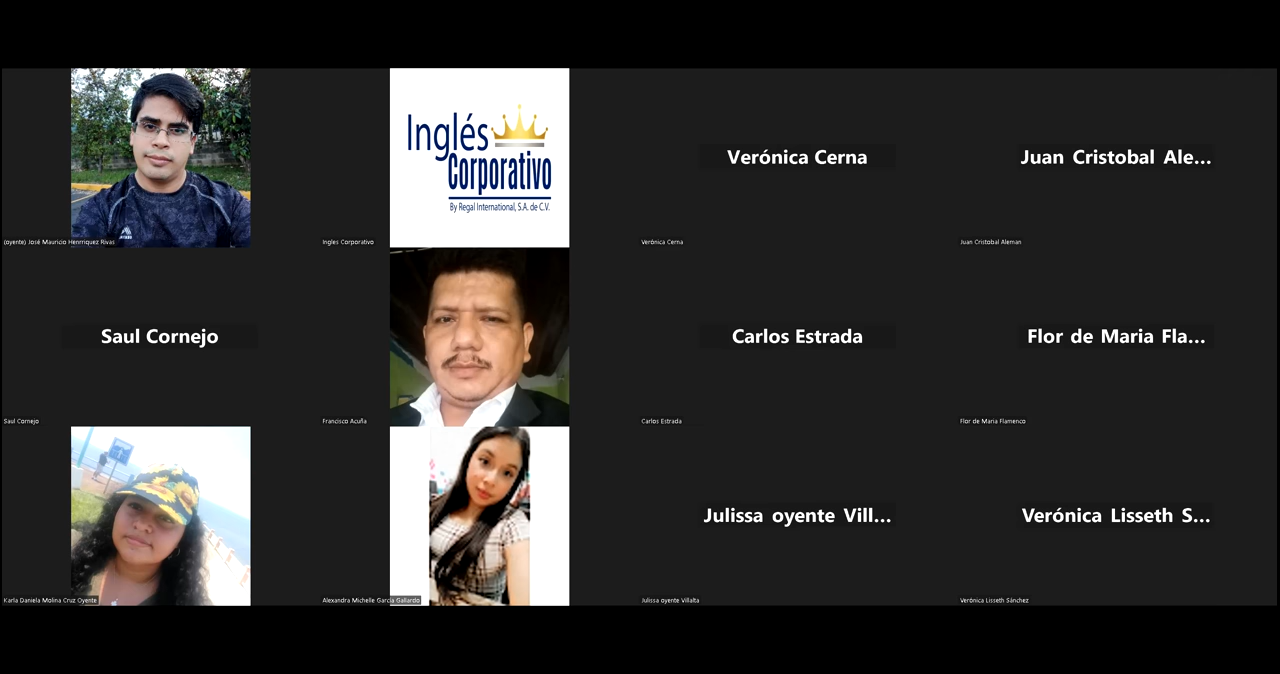 Inglés
Corporativo
By Regal International, S.A. de C.V.
Verónica Cerna
Juan Cristobal Ale...
(oyente) José Mauricio Henrriquez Rivas
Ingles Corporativo
Verónica Cerna
Juan Cristobal Aleman
Saul Cornejo
Carlos Estrada
Flor de Maria Fla...
Saul Cornejo
Francisco Acuña
Carlos Estrada
Flor de Maria Flamenco
Julissa oyente Vill...
Verónica Lisseth S...
Karla Daniela Molina Cruz Oyente
Alexandra Michelle García Gallardo
Julissa oyente Villalta
Verónica Lisseth Sánchez